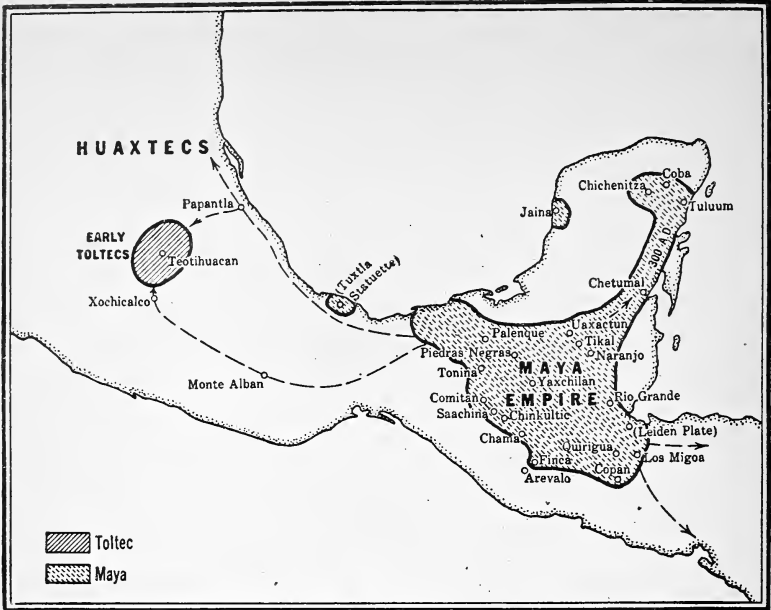 HUAXTECS
Papantla
EARLY
TOLTECS
Teotihuacan
Xochicalco
Monte Alban
(Tuxtla
Statuette)
Jaina
Chichenitza
Coba
Tuluum
300 A.D.
Chetumal
Uaxactun
Palenque
Tikal
Naranjo
Piedras Negras
MAYA
Tonina
Yaxchilan
EMPIRE
Comitan
Rio Grande
Saachina
Chinkultic
(Leiden Plate)
Chama
Quirigua
Los Migoa
Finca
Copan
Arevalo
Toltec
Maya